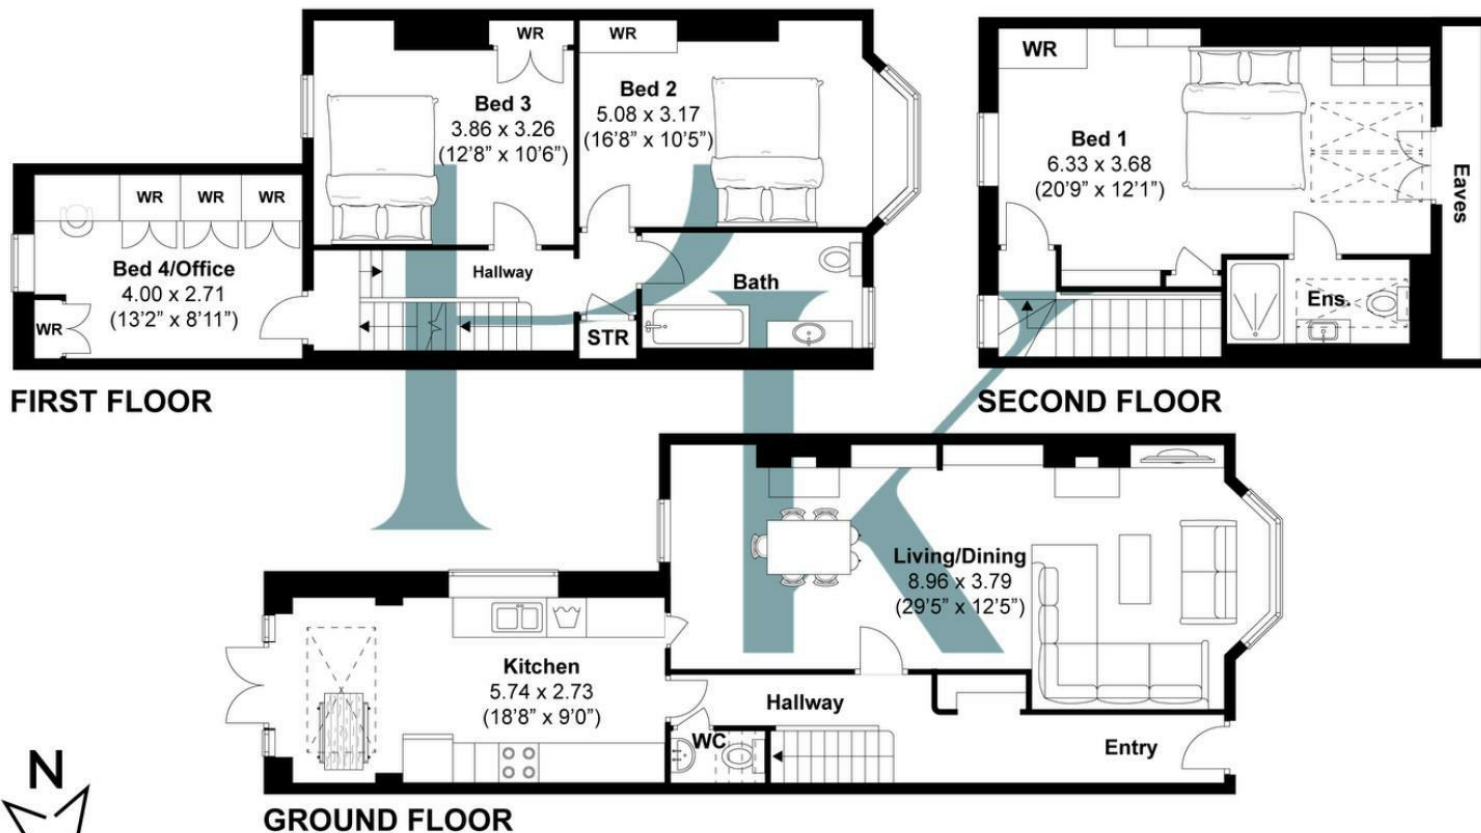 WR
WR
Bed 3
3.86 x 3.26
(12'8" x 10'6")
Bed 2
5.08 x 3.17
(16'8" x 10'5")
WR
WR
WR
Bed 4/Office
4.00 x 2.71
(13'2" x 8'11")
WR
Hallway
Bath
STR
FIRST FLOOR
WR
Bed 1
6.33 x 3.68
(20'9" x 12'1")
Eaves
Ens.
SECOND FLOOR
Living/Dining
8.96 x 3.79
(29'5" x 12'5")
Kitchen
5.74 x 2.73
(18'8" x 9'0")
Hallway
WC
Entry
N
GROUND FLOOR